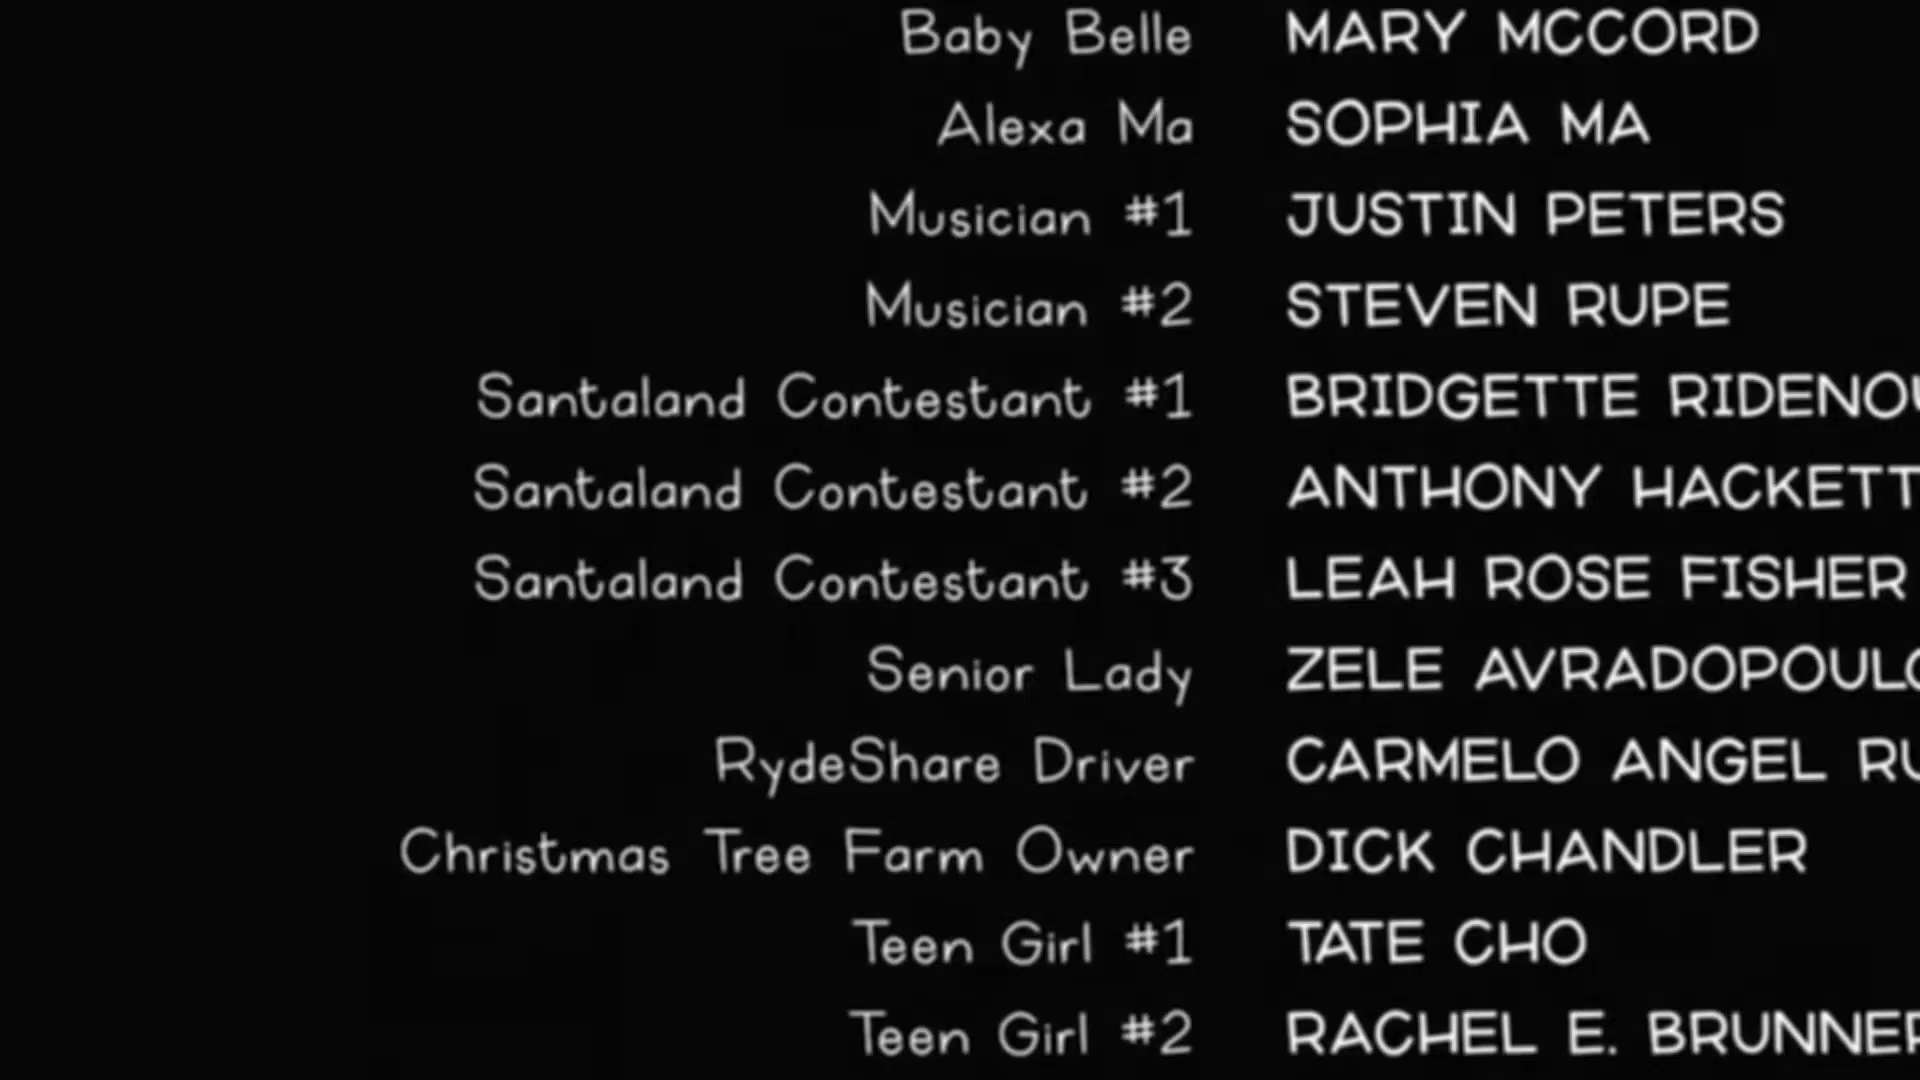 Baby Belle MARY MCCORD
Alexa Ma SOPHIA MA
Musician #1 JUSTIN PETERS
Musician #2 STEVEN RUPE
Santaland Contestant #1 BRIDGETTE
Santaland Contestant #2 ANTHONY HACKETT
Santaland Contestant #3 LEAH ROSE FISHER
Senior Lady ZELE
RydeShare Driver CARMELO ANGEL
Christmas Tree Farm Owner DICK CHANDLER
Teen Girl #1 TATE CHO
Teen Girl #2 RACHEL E. BRUNNER